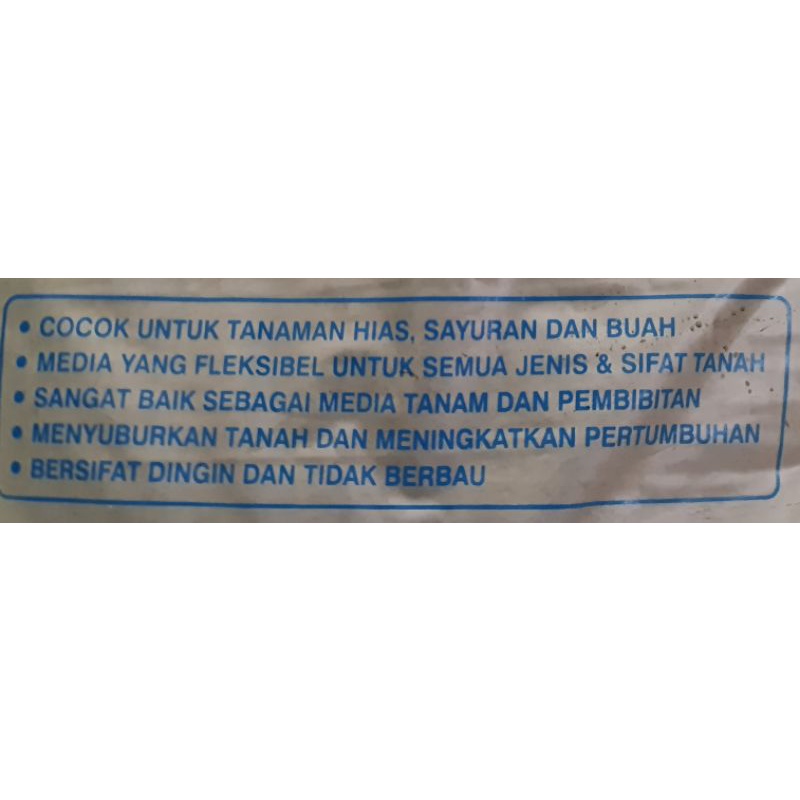 • COCOK UNTUK TANAMAN HIAS, SAYURAN DAN BUAH
• MEDIA YANG FLEKSIBEL UNTUK SEMUA JENIS & SIFAT TANAH
• SANGAT BAIK SEBAGAI MEDIA TANAM DAN PEMBIBITAN
• MENYUBURKAN TANAH DAN MENINGKATKAN PERTUMBUHAN
• BERSIFAT DINGIN DAN TIDAK BERBAU